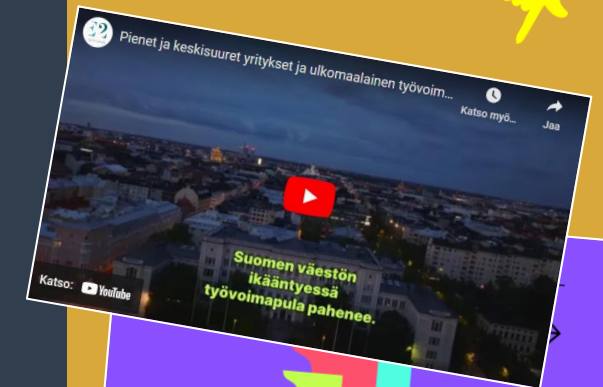 Pienet ja keskisuuret yritykset ja ulkomaalainen työvoim...
Katso myö...
Jaa
Suomen väestön
ikääntyessä
työvoimapula pahenee.
Katso: YouTube